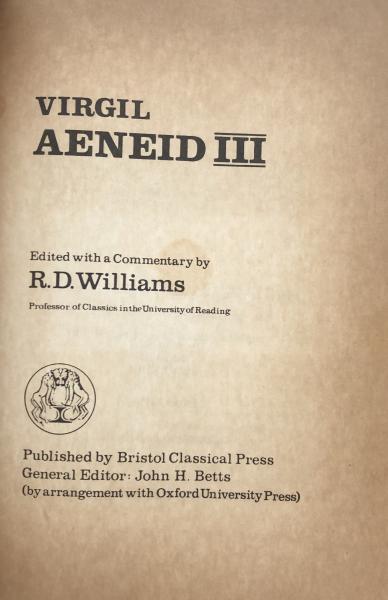 VIRGIL
AENEID III
Edited with a Commentary by
R.D.Williams
Professor of Classics in the University of Reading
Published by Bristol Classical Press
General Editor: John H. Betts
(by arrangement with Oxford University Press)